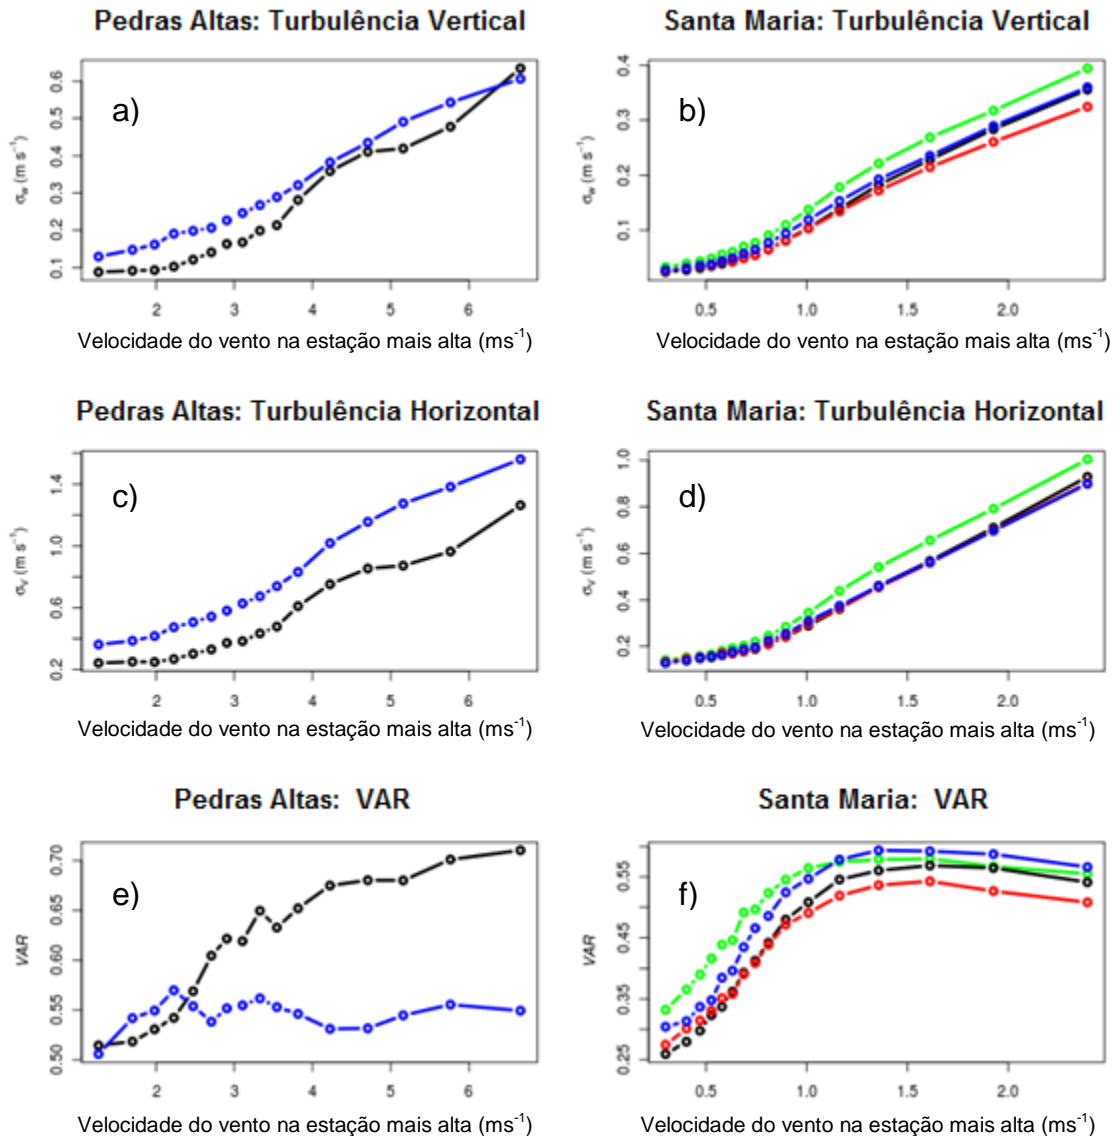 Pedras Altas: Turbulência Vertical
Santa Maria: Turbulência Vertical
a)
σw (m s⁻¹)
0.1 0.2 0.3 0.4 0.5 0.6
2 3 4 5 6
Velocidade do vento na estação mais alta (ms⁻¹)
b)
σw (m s⁻¹)
0.1 0.2 0.3 0.4
0.5 1.0 1.5 2.0
Velocidade do vento na estação mais alta (ms⁻¹)
Pedras Altas: Turbulência Horizontal
Santa Maria: Turbulência Horizontal
c)
σv (m s⁻¹)
0.2 0.6 1.0 1.4
2 3 4 5 6
Velocidade do vento na estação mais alta (ms⁻¹)
d)
σv (m s⁻¹)
0.2 0.4 0.6 0.8 1.0
0.5 1.0 1.5 2.0
Velocidade do vento na estação mais alta (ms⁻¹)
Pedras Altas: VAR
Santa Maria: VAR
e)
VAR
0.50 0.55 0.60 0.65 0.70
2 3 4 5 6
Velocidade do vento na estação mais alta (ms⁻¹)
f)
VAR
0.25 0.35 0.45 0.55
0.5 1.0 1.5 2.0
Velocidade do vento na estação mais alta (ms⁻¹)